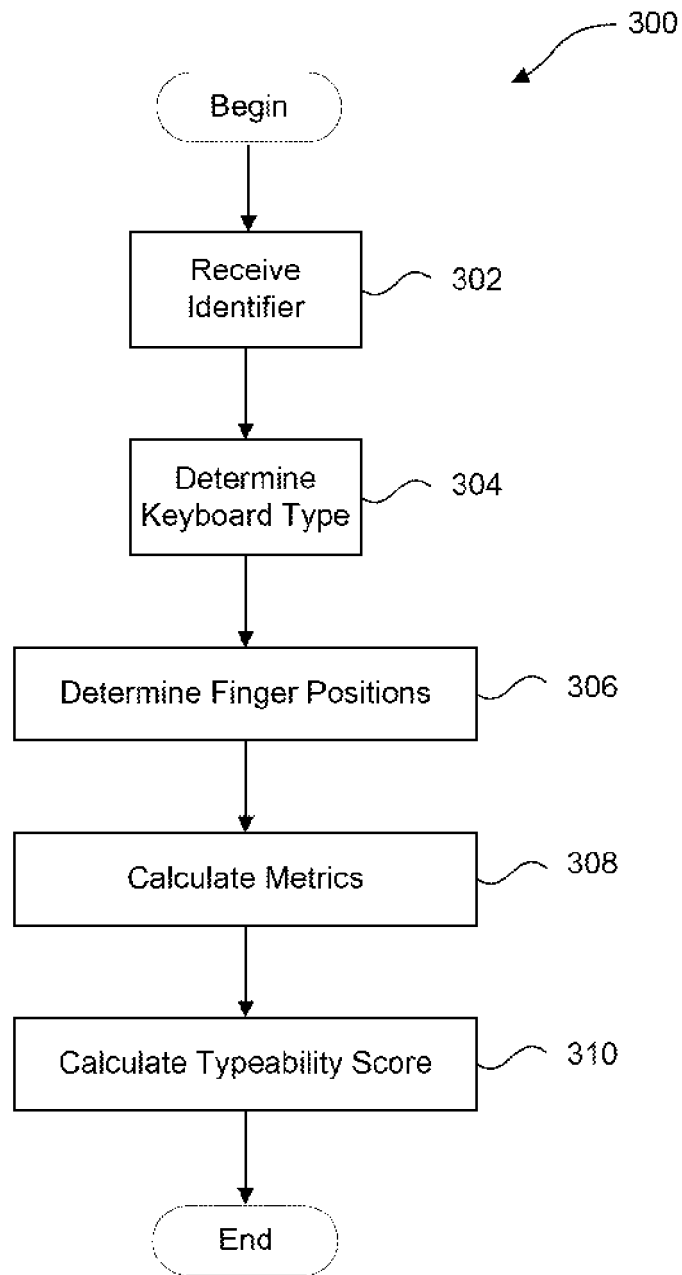 300
Begin
Receive
Identifier
302
Determine
Keyboard Type
304
Determine Finger Positions
306
Calculate Metrics
308
Calculate Typeability Score
310
End